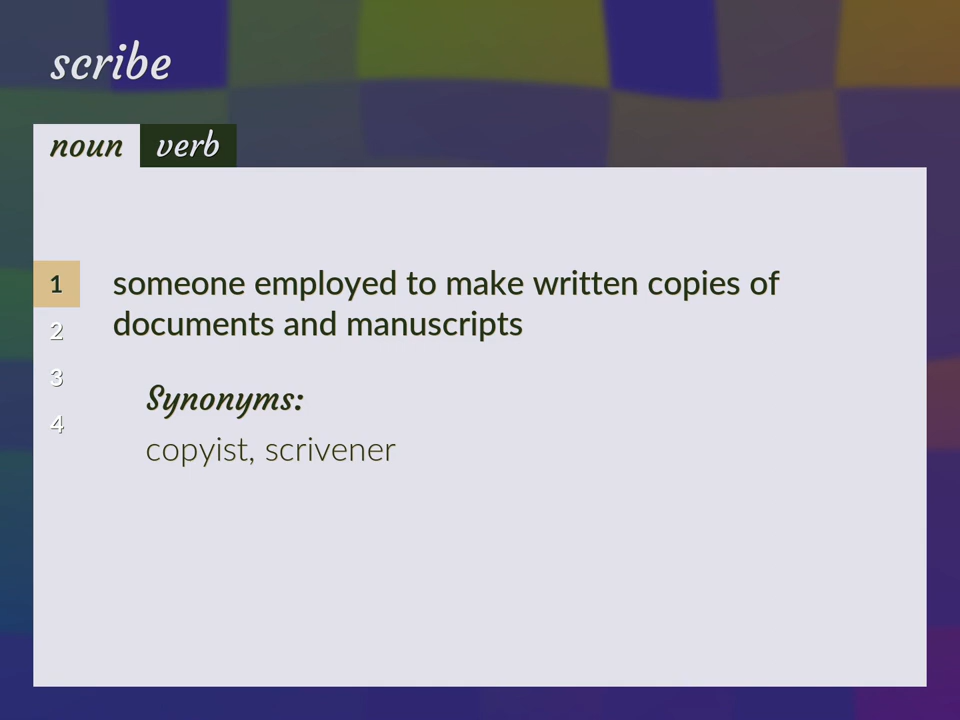 scribe
noun verb
1 someone employed to make written copies of
documents and manuscripts
2
3
4
Synonyms:
copyist, scrivener